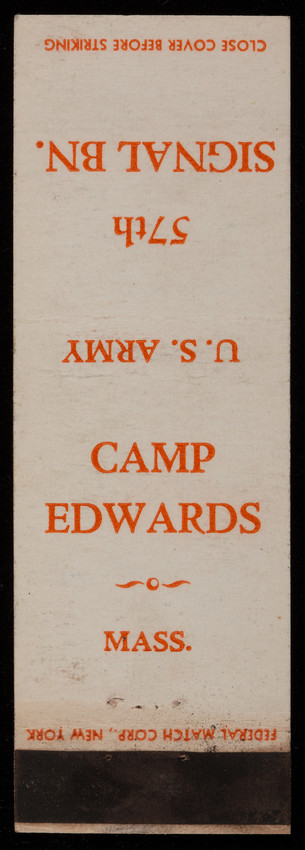 CLOSE COVER BEFORE STRIKING
SIGNAL BN.
57th
U. S. ARMY
CAMP
EDWARDS
MASS.
FEDERAL MATCH CORP., NEW YORK